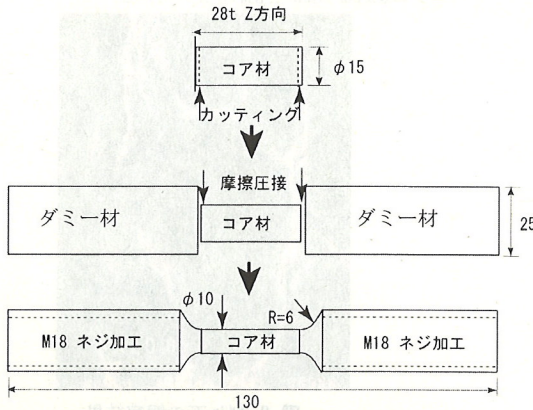 28t Z方向
コア材
φ15
カッティング
摩擦圧接
ダミー材
コア材
ダミー材
25
φ10
R=6
M18 ネジ加工
コア材
M18 ネジ加工
130